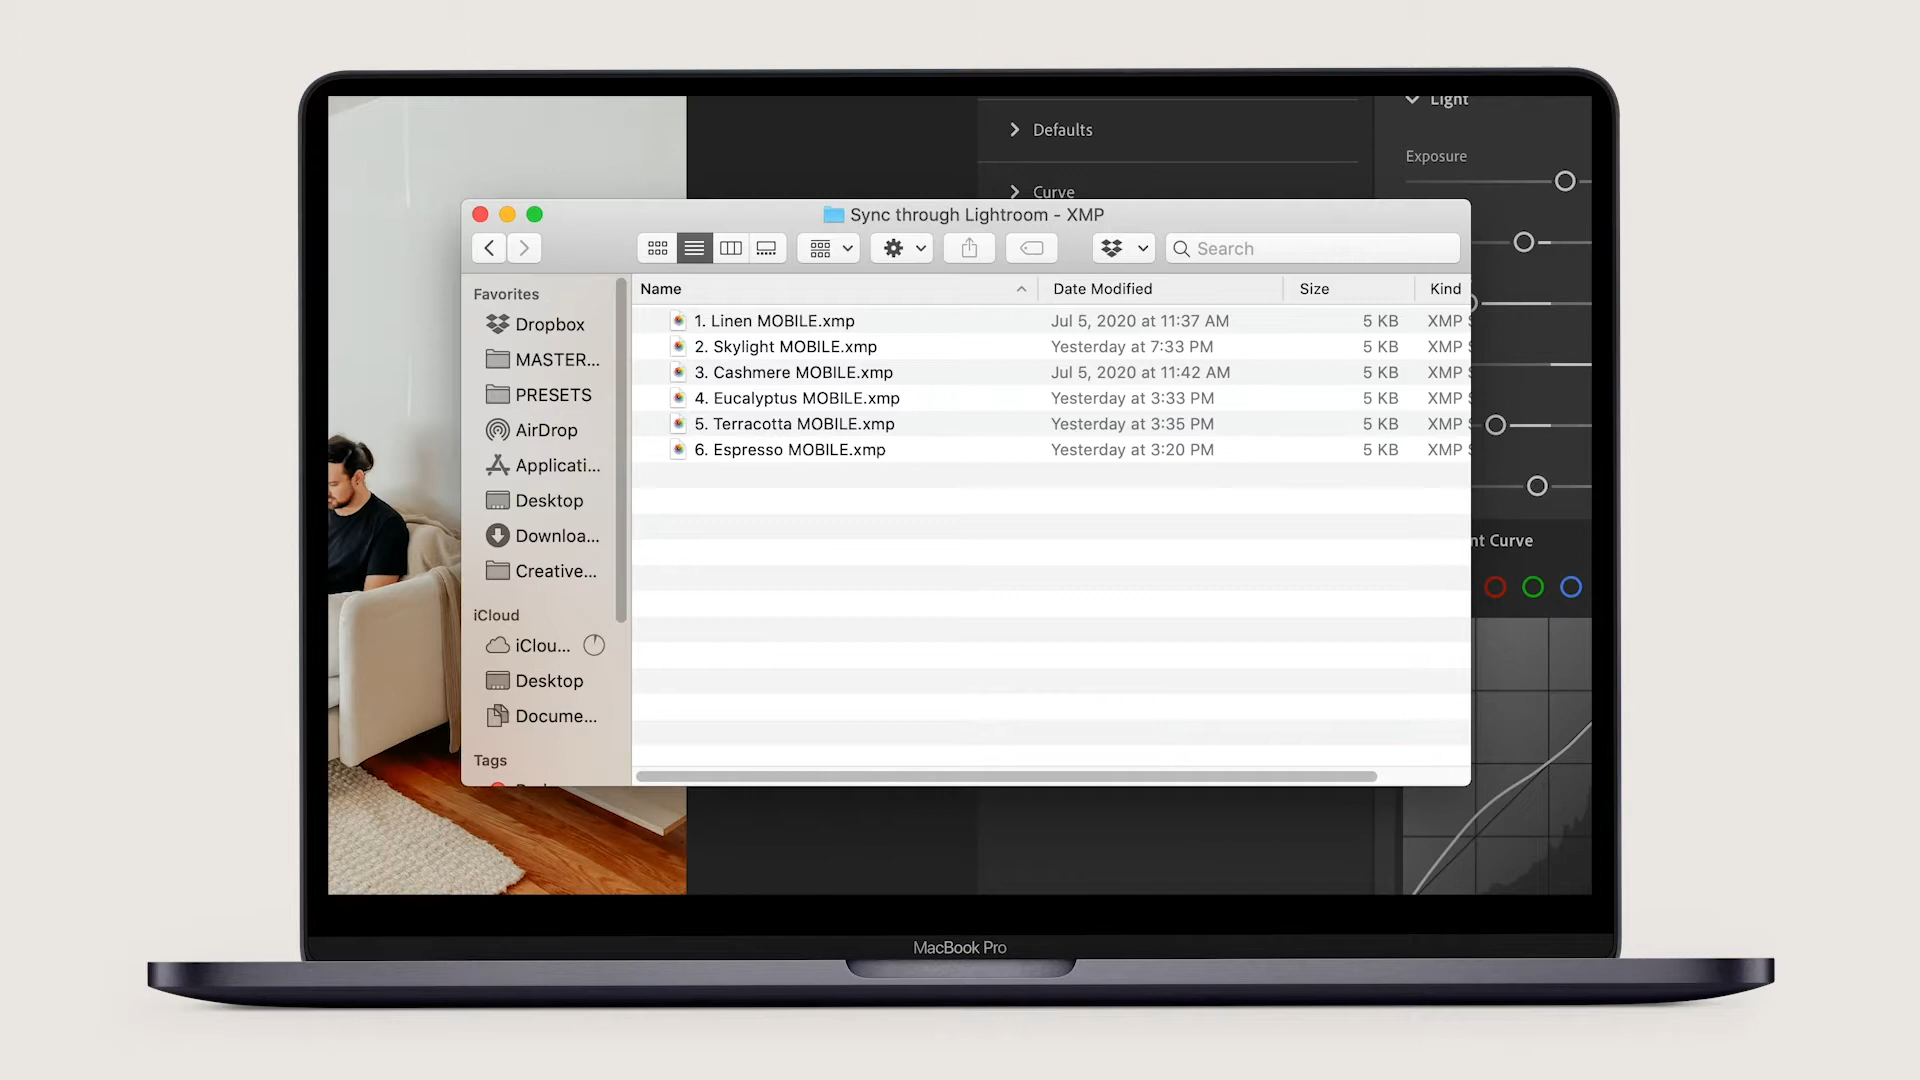 Light
Defaults
Exposure
Curve
Sync through Lightroom - XMP
Search
Favorites
Dropbox
MASTER...
PRESETS
AirDrop
Applicati...
Desktop
Downloa...
Creative...
iCloud
iClou...
Desktop
Docume...
Tags
Name Date Modified Size Kind
1. Linen MOBILE.xmp Jul 5, 2020 at 11:37 AM 5 KB XMP
2. Skylight MOBILE.xmp Yesterday at 7:33 PM 5 KB XMP
3. Cashmere MOBILE.xmp Jul 5, 2020 at 11:42 AM 5 KB XMP
4. Eucalyptus MOBILE.xmp Yesterday at 3:33 PM 5 KB XMP
5. Terracotta MOBILE.xmp Yesterday at 3:35 PM 5 KB XMP
6. Espresso MOBILE.xmp Yesterday at 3:20 PM 5 KB XMP
nt Curve
MacBook Pro